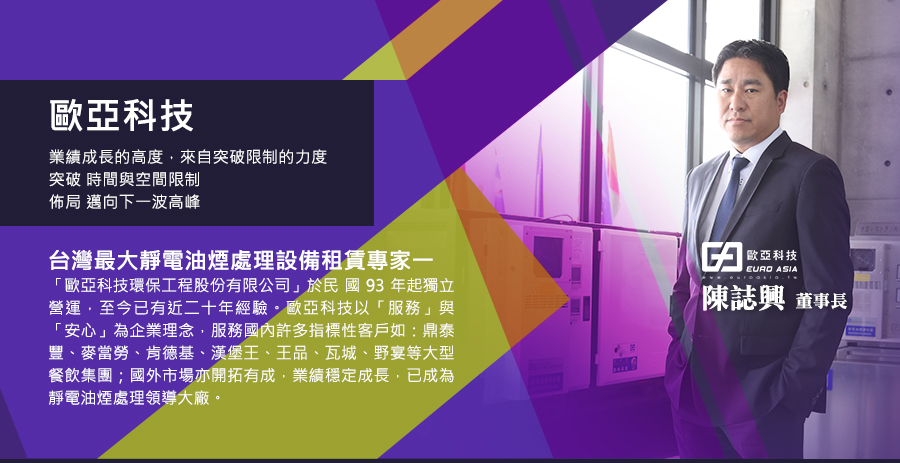 歐亞科技
業績成長的高度，來自突破限制的力度
突破 時間與空間限制
佈局 邁向下一波高峰
台灣最大靜電油煙處理設備租賃專家一
「歐亞科技環保工程股份有限公司」於民 國 93 年起獨立
營運，至今已有近二十年經驗。歐亞科技以「服務」與
「安心」為企業理念，服務國內許多指標性客戶如：鼎泰
豐、麥當勞、肯德基、漢堡王、王品、瓦城、野宴等大型
餐飲集團；國外市場亦開拓有成，業績穩定成長，已成為
靜電油煙處理領導大廠。
歐亞科技
EURO ASIA
www.euroasia.tw
陳誌興 董事長